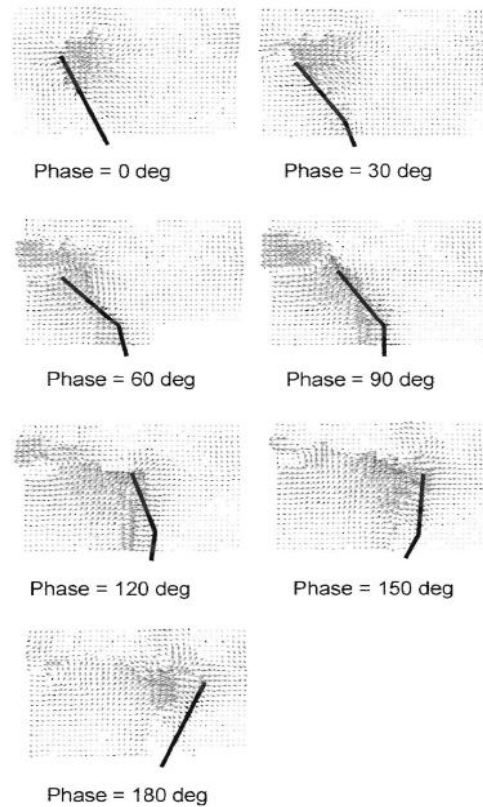 Phase = 0 deg
Phase = 30 deg
Phase = 60 deg
Phase = 90 deg
Phase = 120 deg
Phase = 150 deg
Phase = 180 deg